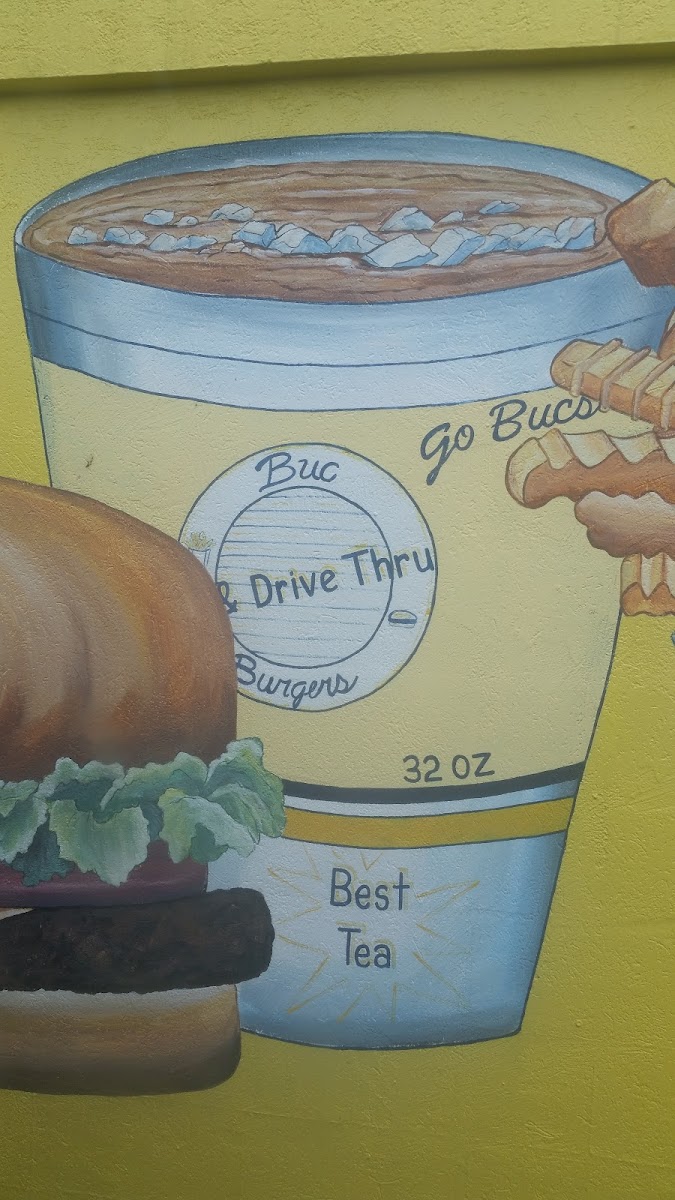 Go Bucs
Buc
& Drive Thru
Burgers
32 OZ
Best
Tea